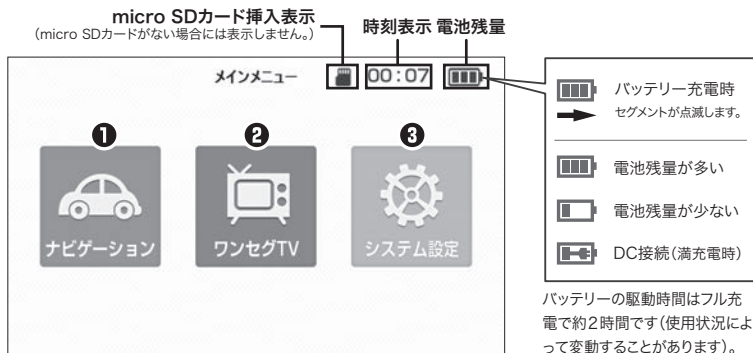 micro SDカード挿入表示
(micro SDカードがない場合には表示しません。)
時刻表示 電池残量
メインメニュー 00:07
❶ ❷ ❸
ナビゲーション ワンセグTV システム設定
バッテリー充電時
セグメントが点滅します。
電池残量が多い
電池残量が少ない
DC接続(満充電時)
バッテリーの駆動時間はフル充
電で約2時間です(使用状況によ
って変動することがあります)。